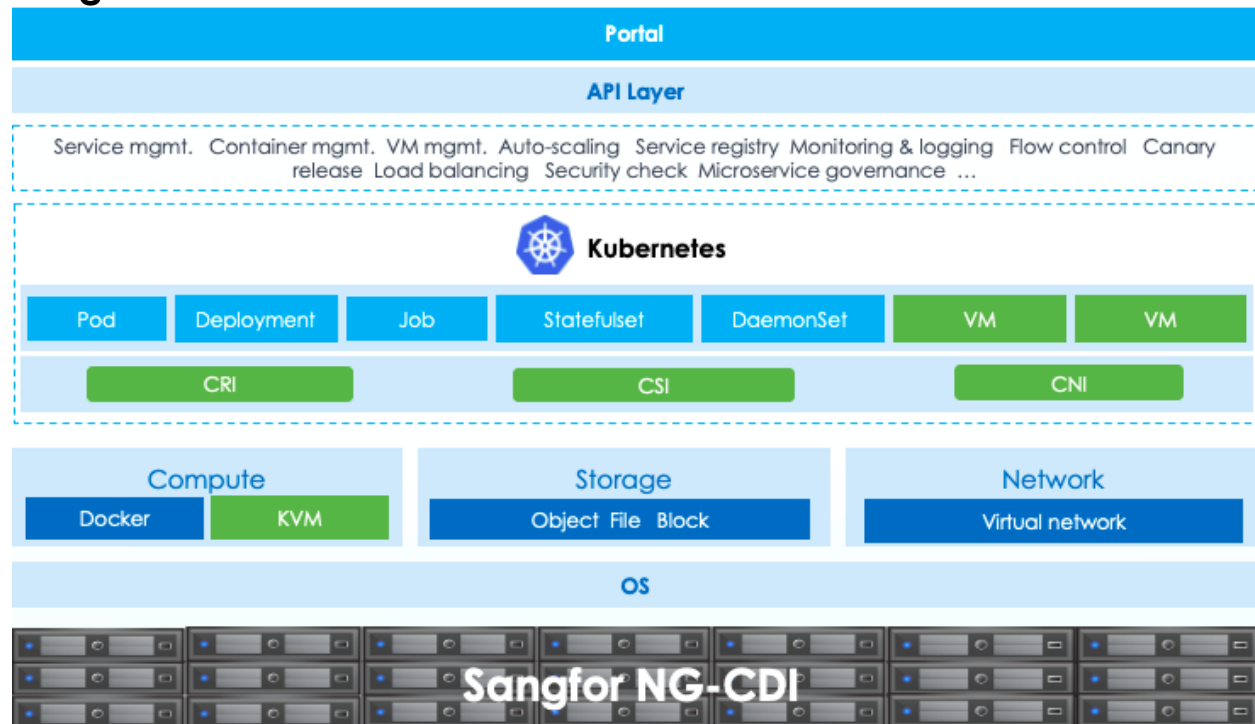 Portal
API Layer
Service mgmt. Container mgmt. VM mgmt. Auto-scaling Service registry Monitoring & logging Flow control Canary
release Load balancing Security check Microservice governance ...
Kubernetes
Pod Deployment Job Statefulset DaemonSet VM VM
CRI CSI CNI
Compute Storage Network
Docker KVM Object File Block Virtual network
OS
Sangfor NG-CDI